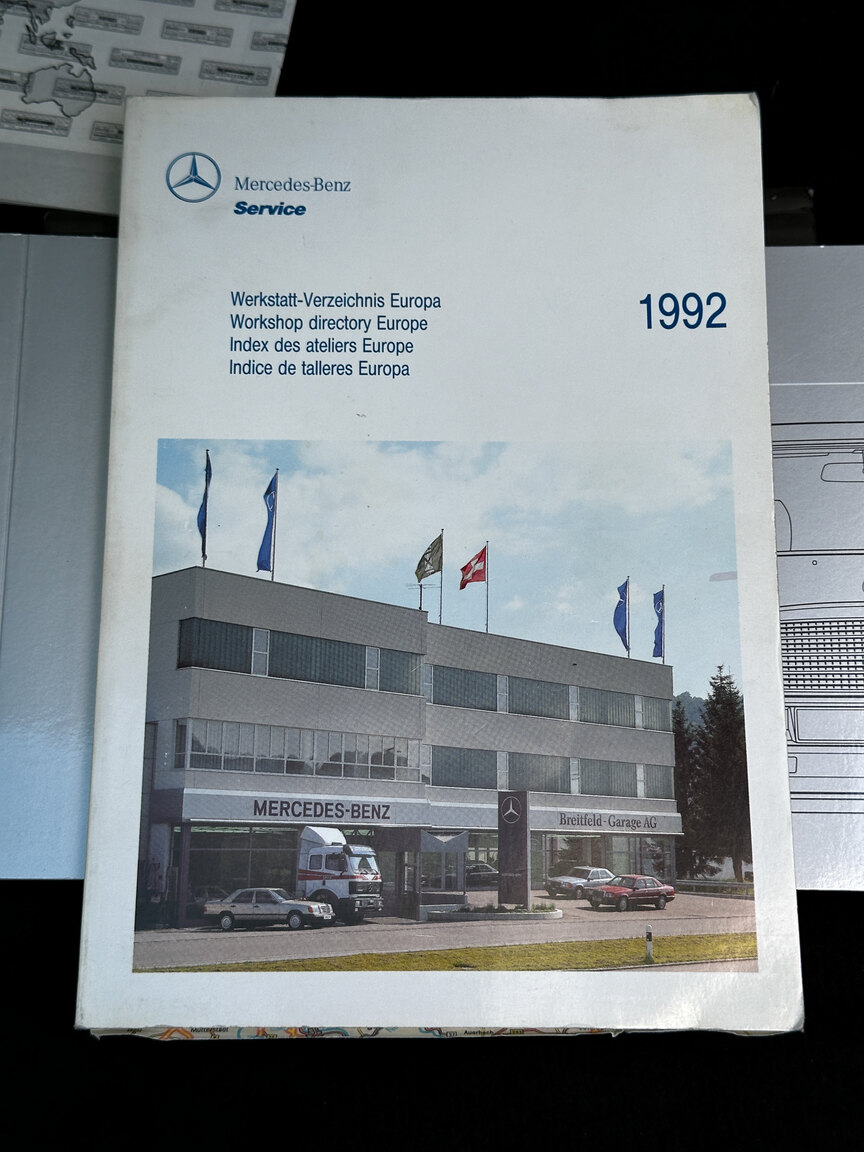 Mercedes-Benz
Service
Werkstatt-Verzeichnis Europa
Workshop directory Europe
Index des ateliers Europe
Indice de talleres Europa
1992
MERCEDES-BENZ
Breitfeld-Garage AG
Auerbach